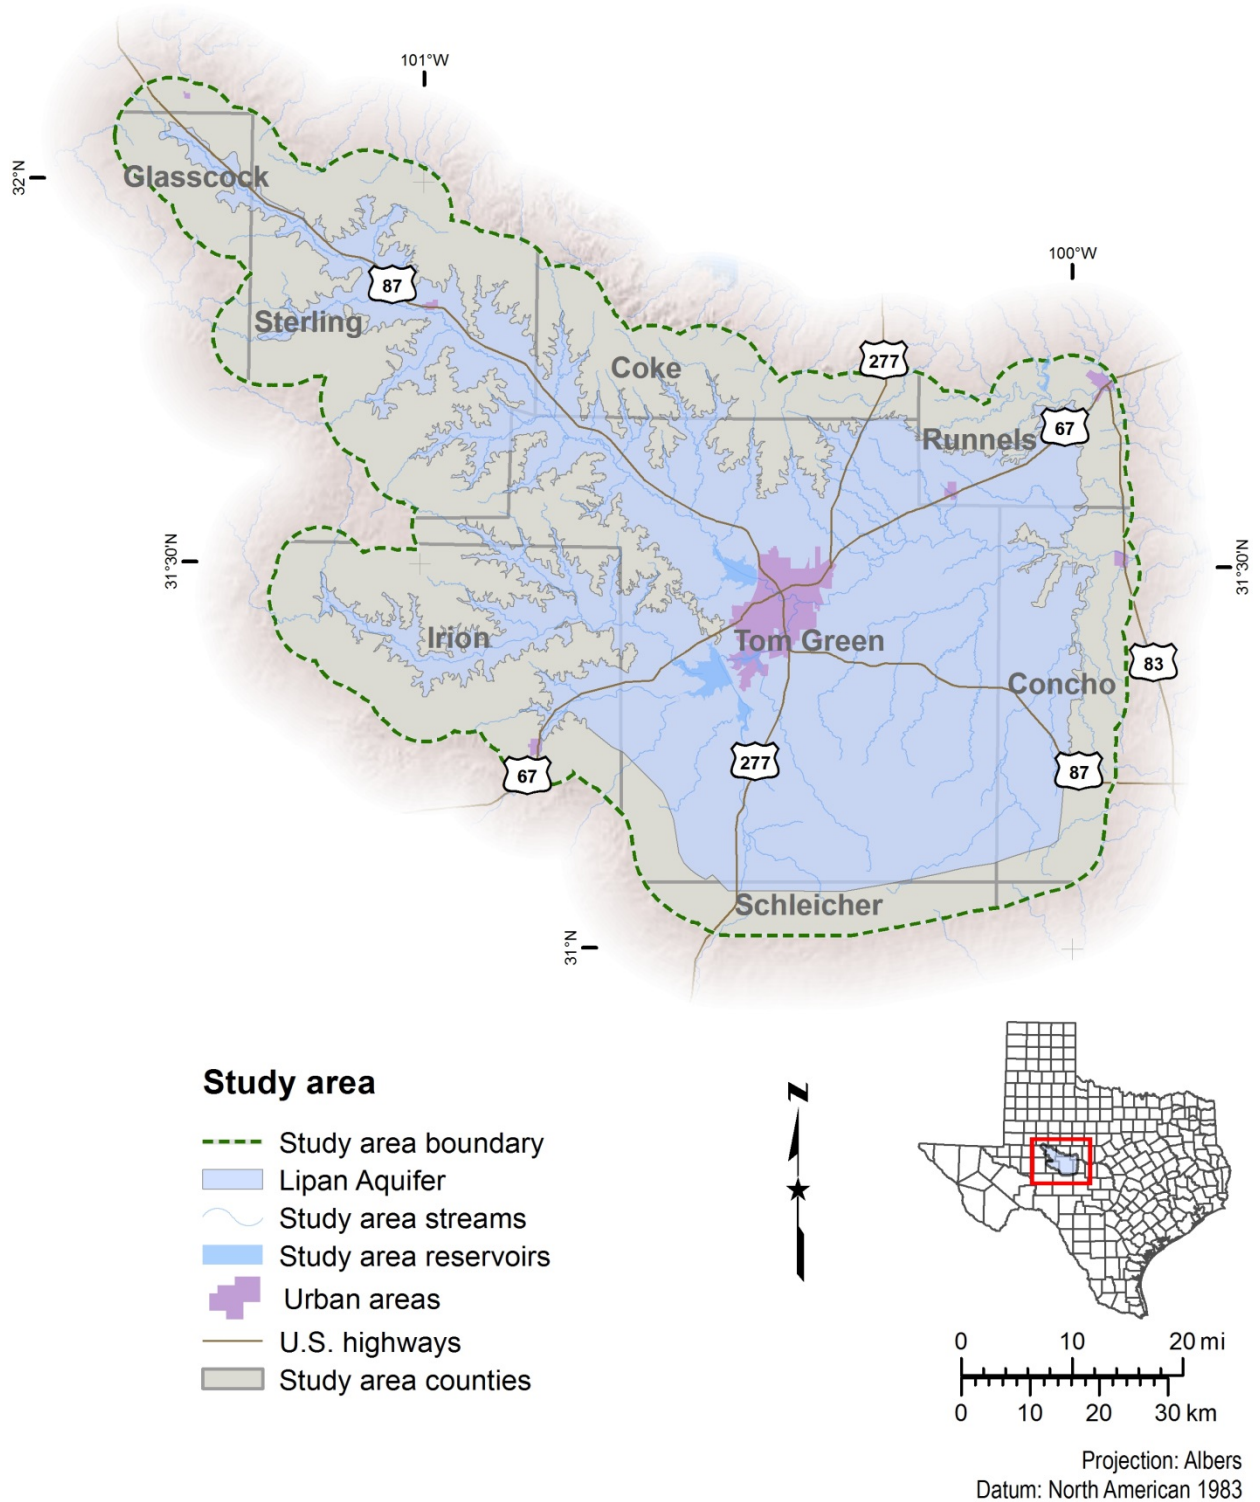 101°W
32°N
Glasscock
100°W
87
Sterling
277
Coke
67
Runnels
31°30'N
31°30'N
Irion
Tom Green
83
Concho
277
87
67
Schleicher
31°N
Study area
Study area boundary
Lipan Aquifer
Study area streams
Study area reservoirs
Urban areas
U.S. highways
Study area counties
N
0 10 20 mi
0 10 20 30 km
Projection: Albers
Datum: North American 1983